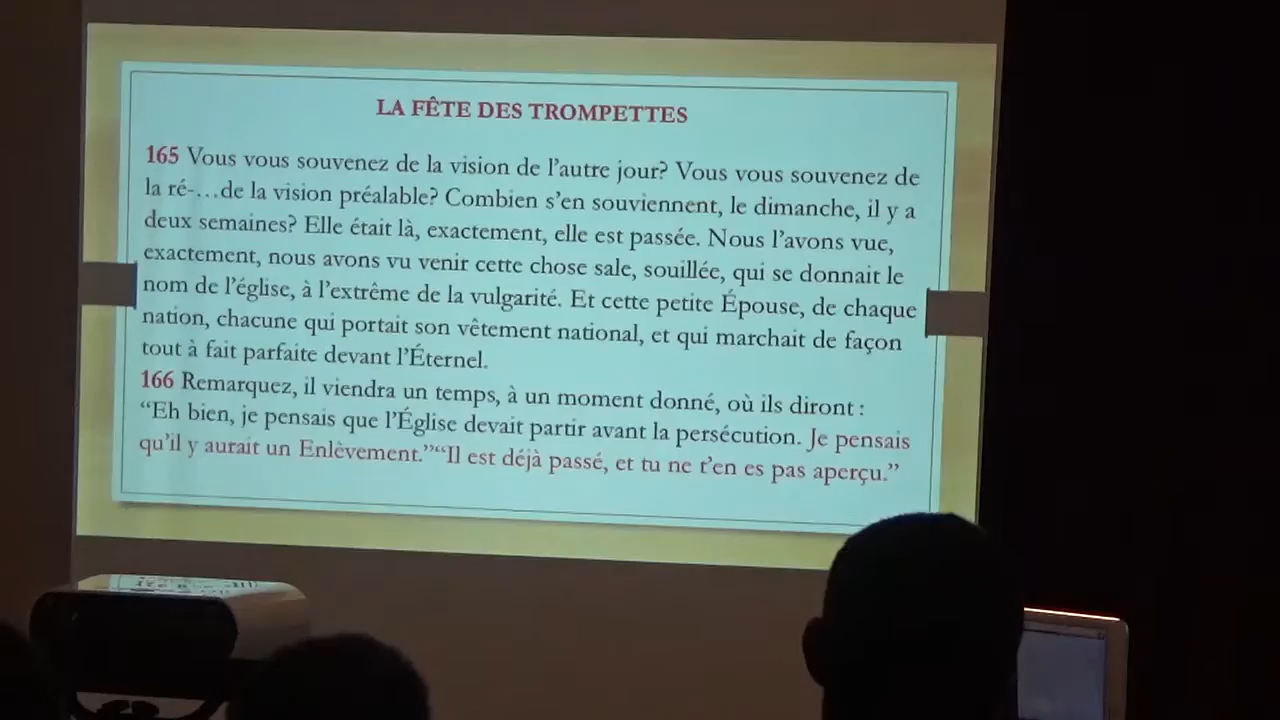 LA FÊTE DES TROMPETTES
165 Vous vous souvenez de la vision de l'autre jour? Vous vous souvenez de
la ré-…de la vision préalable? Combien s'en souviennent, le dimanche, il y a
deux semaines? Elle était là, exactement, elle est passée. Nous l'avons vue,
exactement, nous avons vu venir cette chose sale, souillée, qui se donnait le
nom de l'église, à l'extrême de la vulgarité. Et cette petite Épouse, de chaque
nation, chacune qui portait son vêtement national, et qui marchait de façon
tout à fait parfaite devant l'Éternel.
166 Remarquez, il viendra un temps, à un moment donné, où ils diront :
“Eh bien, je pensais que l'Église devait partir avant la persécution. Je pensais
qu'il y aurait un Enlèvement.”“Il est déjà passé, et tu ne t'en es pas aperçu.”